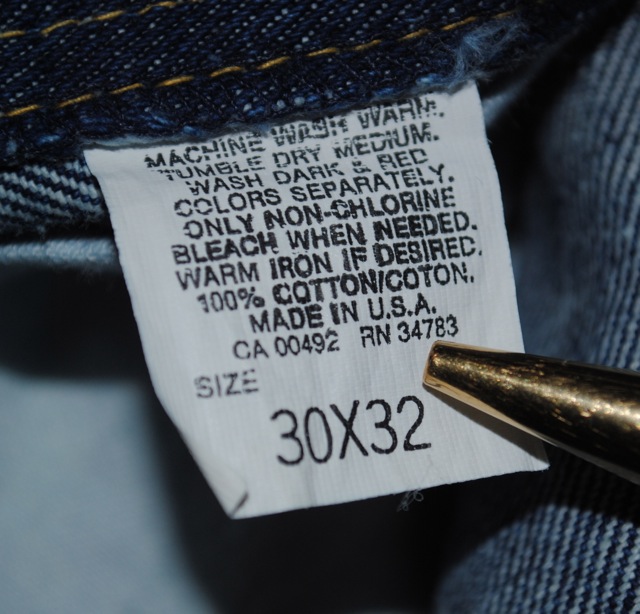 MACHINE WASH WARM.
TUMBLE DRY MEDIUM.
WASH DARK & RED
COLORS SEPARATELY.
ONLY NON-CHLORINE
BLEACH WHEN NEEDED.
WARM IRON IF DESIRED.
100% COTTON/COTON.
MADE IN U.S.A.
CA 00492 RN 34783
SIZE
30X32